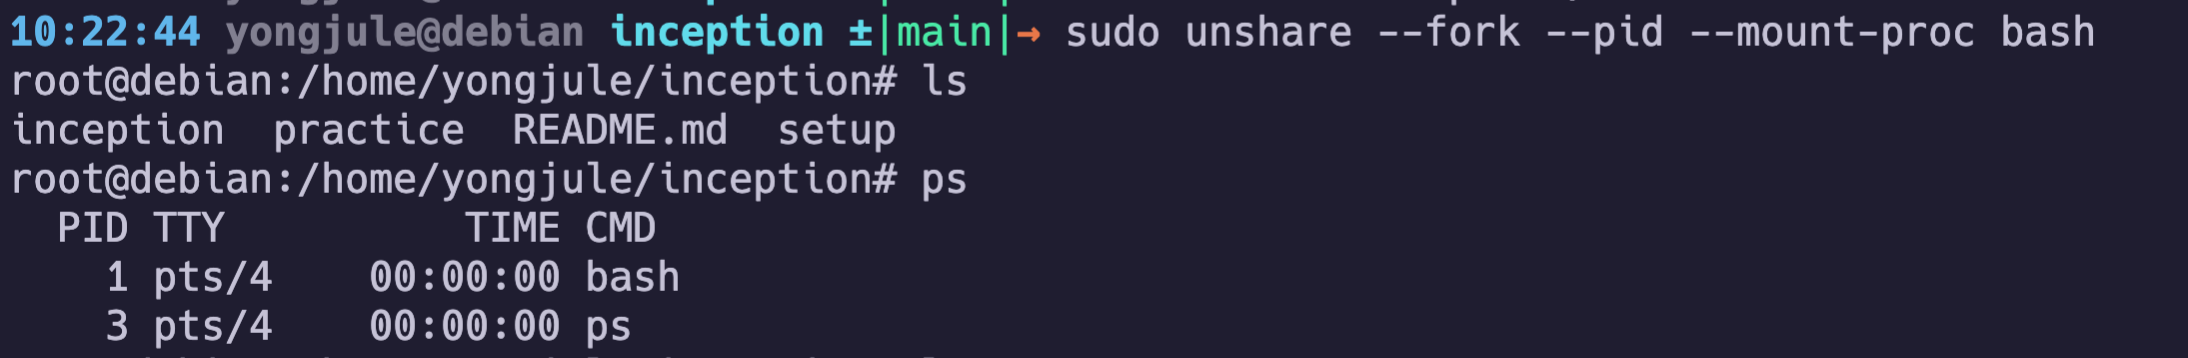 10:22:44 yongjule@debian inception ±|main|→ sudo unshare --fork --pid --mount-proc bash
root@debian:/home/yongjule/inception# ls
inception  practice  README.md  setup
root@debian:/home/yongjule/inception# ps
  PID TTY          TIME CMD
    1 pts/4    00:00:00 bash
    3 pts/4    00:00:00 ps